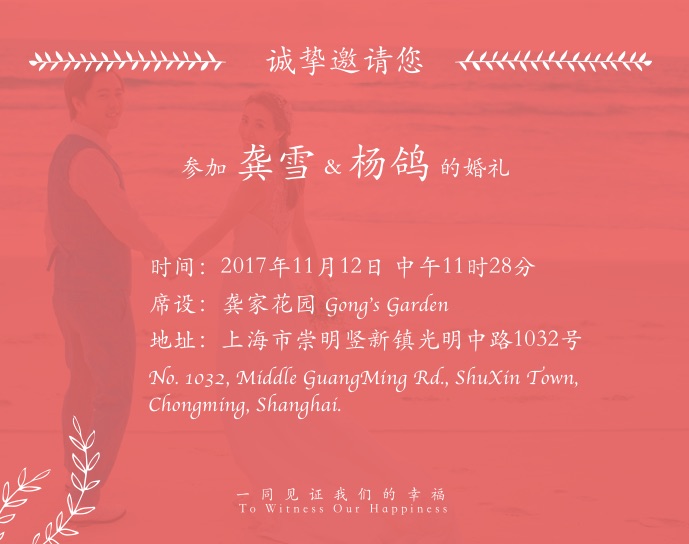 诚挚邀请您
参加 龚雪 & 杨鸽 的婚礼
时间：2017年11月12日 中午11时28分
席设：龚家花园 Gong's Garden
地址：上海市崇明竖新镇光明中路1032号
No. 1032, Middle GuangMing Rd., ShuXin Town,
Chongming, Shanghai.
一同见证我们的幸福
To Witness Our Happiness